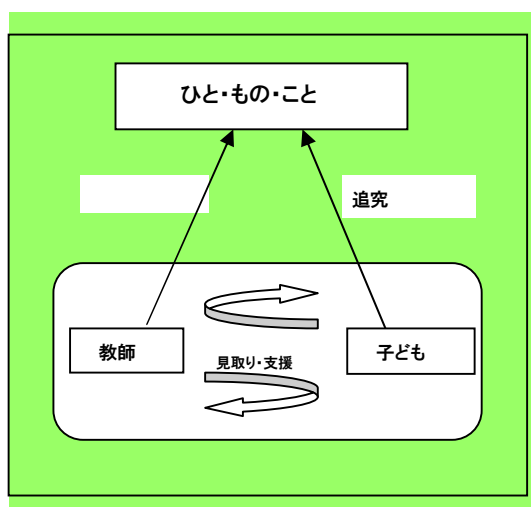 ひと・もの・こと
追究
教師
子ども
見取り・支援